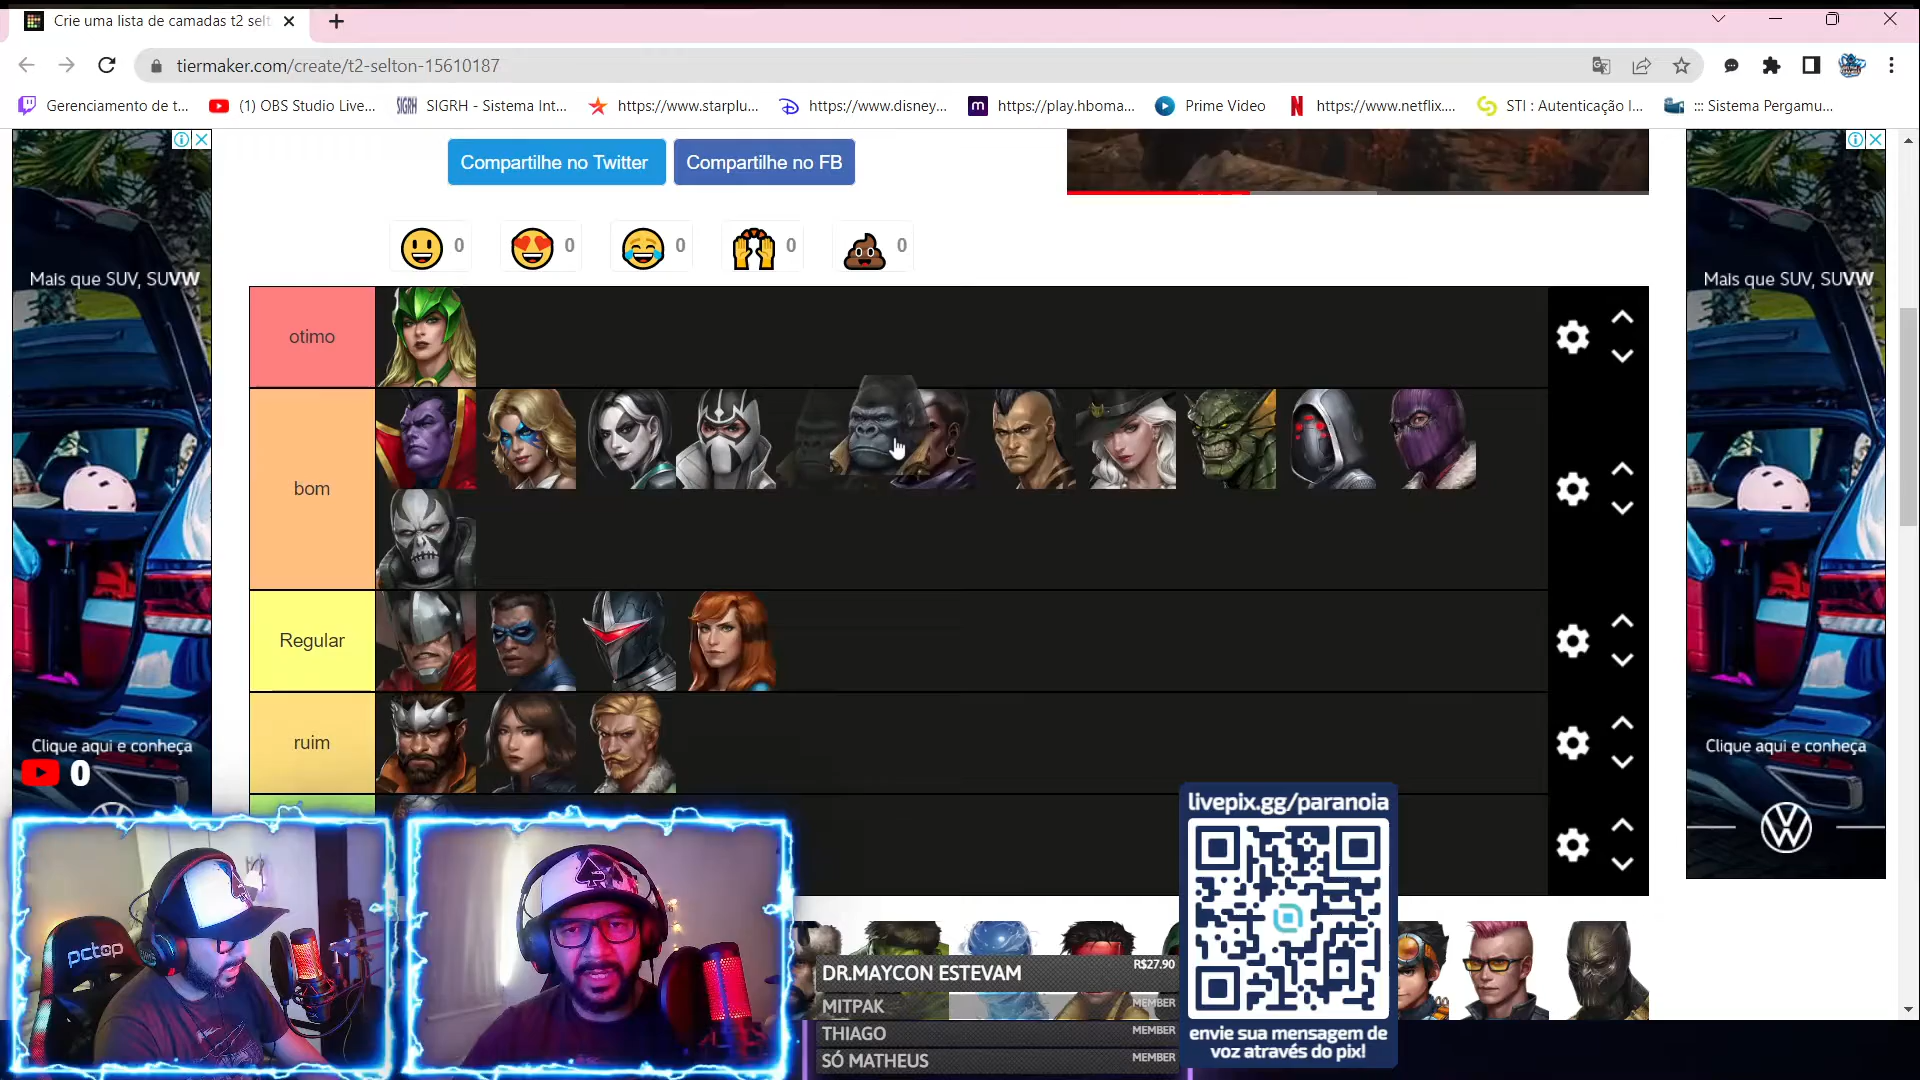 Crie uma lista de camadas t2 selt
tiermaker.com/create/t2-selton-15610187
Gerenciamento de t...
(1) OBS Studio Live...
SIGRH
SIGRH - Sistema Int...
https://www.starplu...
https://www.disney...
m
https://play.hboma...
Prime Video
N
https://www.netflix....
STI : Autenticação I...
::: Sistema Pergamu...
Compartilhe no Twitter
Compartilhe no FB
0
0
0
0
0
Mais que SUV, SUVW
Mais que SUV, SUVW
otimo
bom
Regular
ruim
Clique aqui e conheça
Clique aqui e conheça
0
livepix.gg/paranoia
pctop
DR.MAYCON ESTEVAM
R$27.90
MITPAK
MEMBER
THIAGO
MEMBER
SÓ MATHEUS
MEMBER
envie sua mensagem de
voz através do pix!